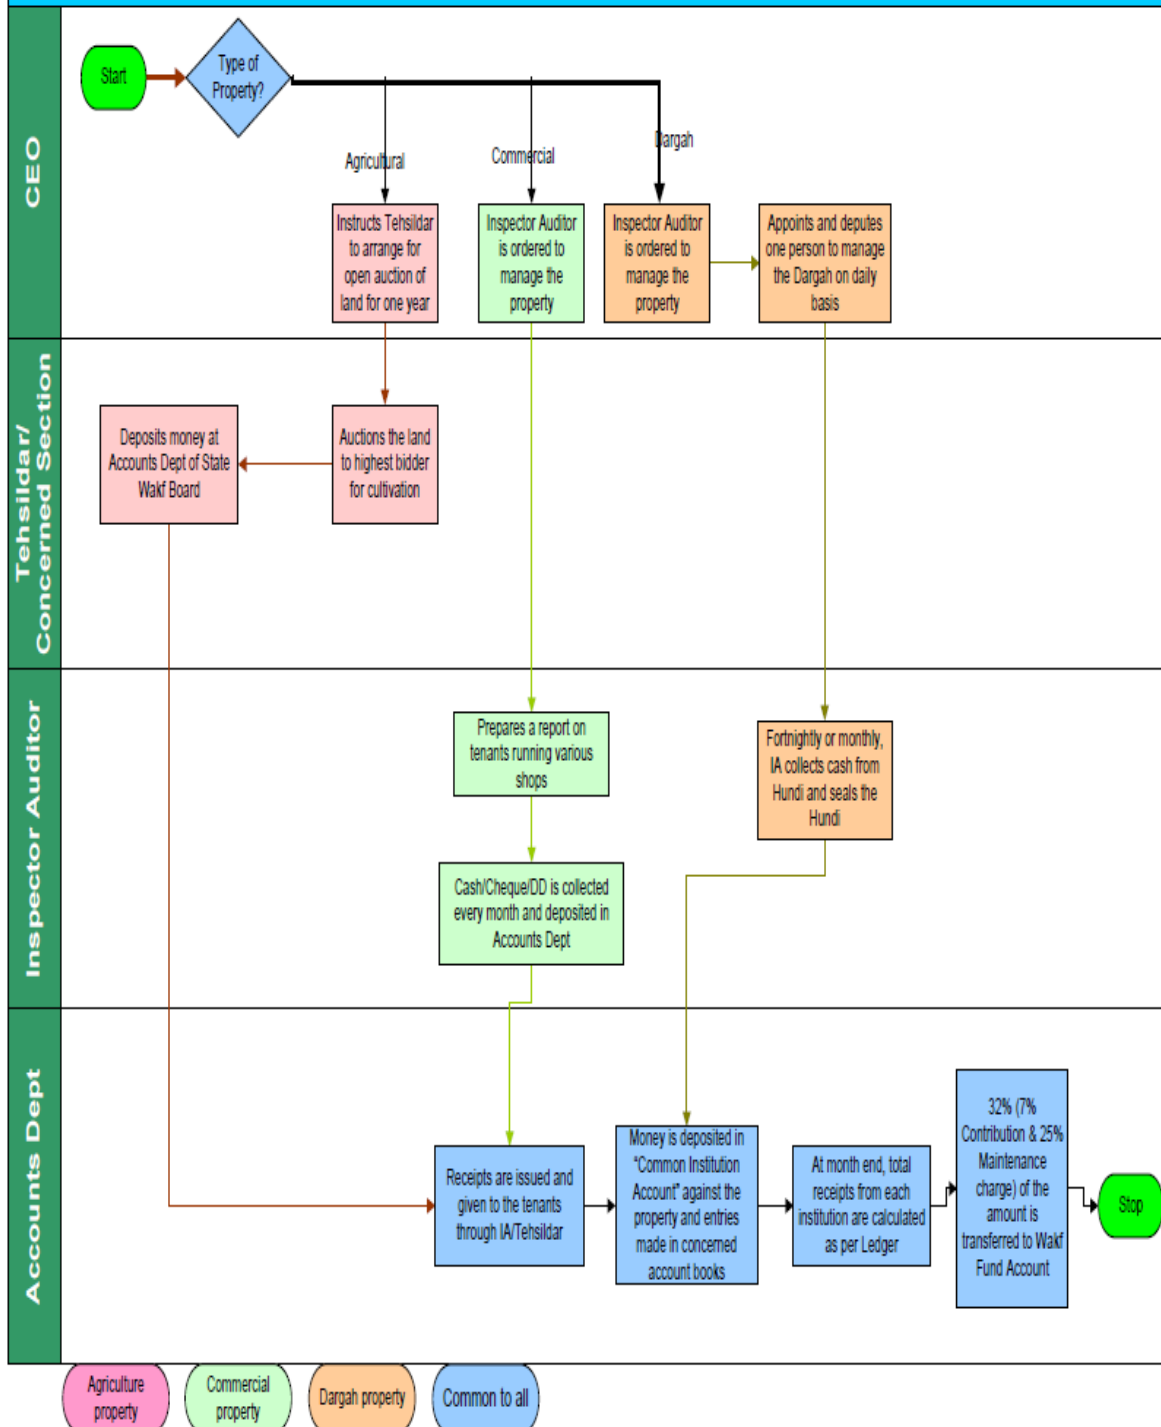 CEO
Start
Type of
Property?
Agricultural
Commercial
Dargah
Instructs Tehsildar
to arrange for
open auction of
land for one year
Inspector Auditor
is ordered to
manage the
property
Inspector Auditor
is ordered to
manage the
property
Appoints and deputes
one person to manage
the Dargah on daily
basis
Tehsildar/
Concerned Section
Deposits money at
Accounts Dept of State
Wakf Board
Auctions the land
to highest bidder
for cultivation
Inspector Auditor
Prepares a report on
tenants running various
shops
Fortnightly or monthly,
IA collects cash from
Hundi and seals the
Hundi
Cash/Cheque/DD is collected
every month and deposited in
Accounts Dept
Accounts Dept
Receipts are issued and
given to the tenants
through IA/Tehsildar
Money is deposited in
"Common Institution
Account" against the
property and entries
made in concerned
account books
At month end, total
receipts from each
institution are calculated
as per Ledger
32% (7%
Contribution & 25%
Maintenance
charge) of the
amount is
transferred to Wakf
Fund Account
Stop
Agriculture
property
Commercial
property
Dargah property
Common to all